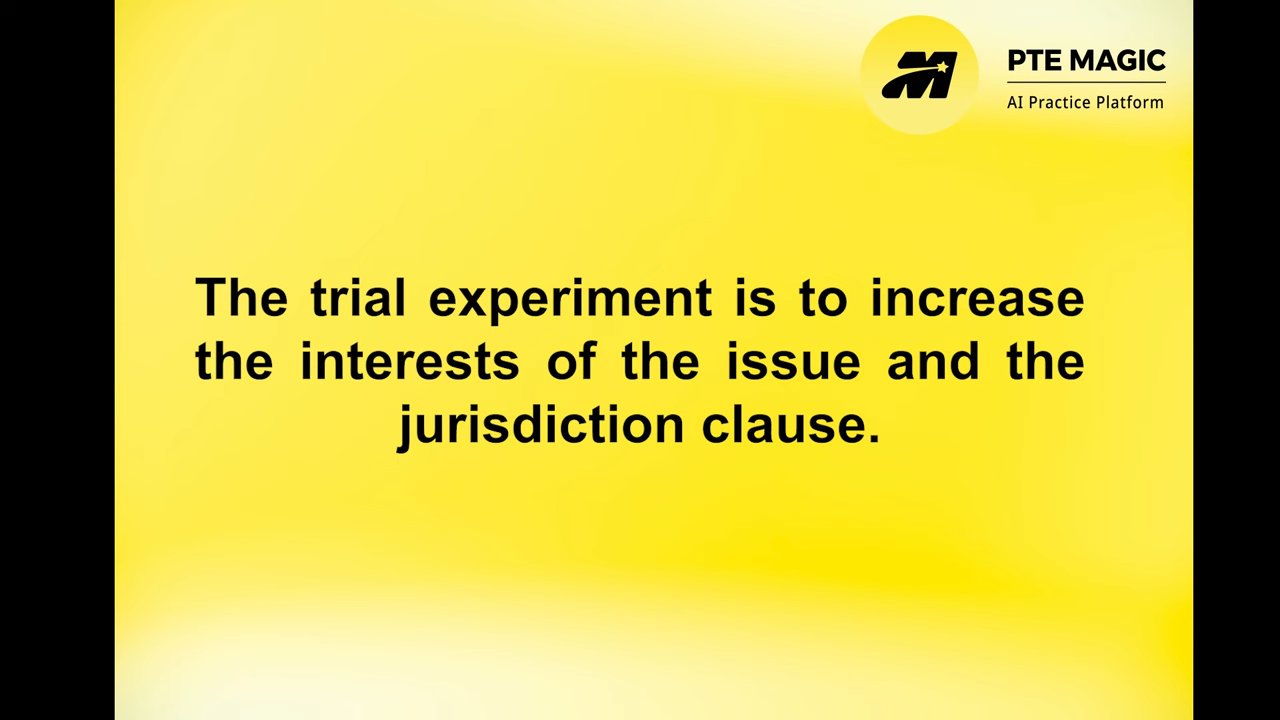 PTE MAGIC
AI Practice Platform
The trial experiment is to increase
the interests of the issue and the
jurisdiction clause.